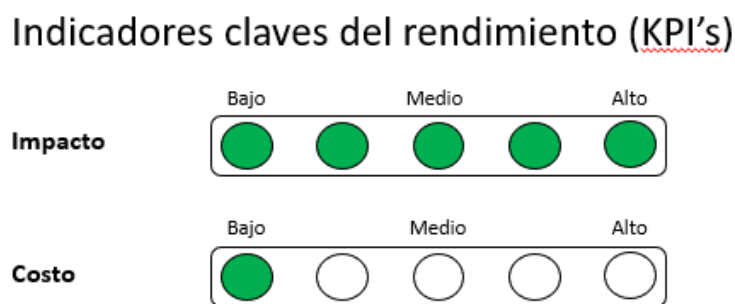 Indicadores claves del rendimiento (KPI’s)
Bajo Medio Alto
Impacto
Bajo Medio Alto
Costo